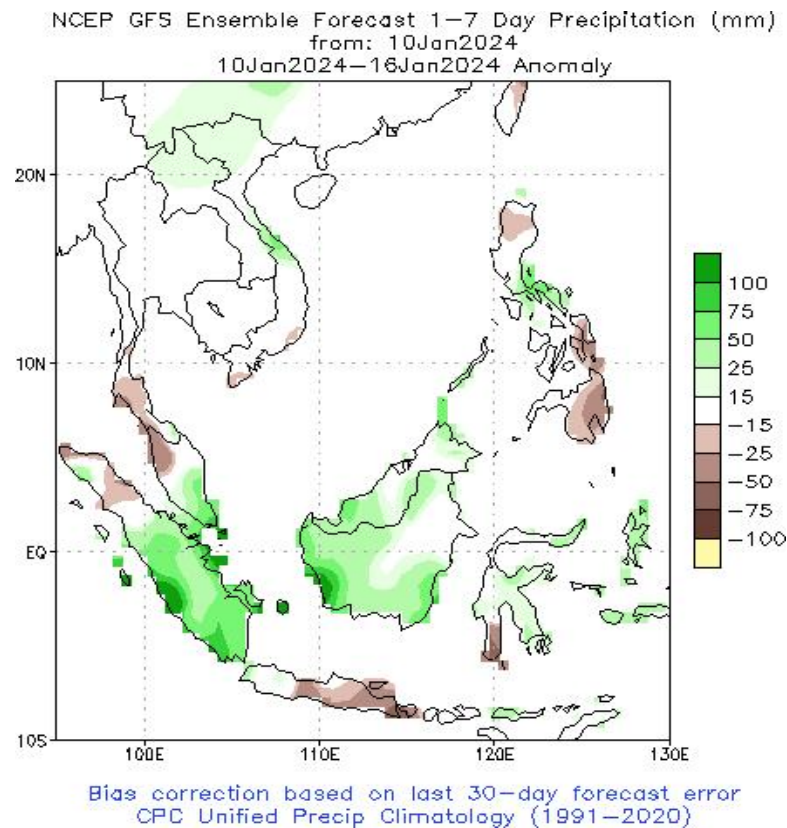 NCEP GFS Ensemble Forecast 1-7 Day Precipitation (mm)
from: 10Jan2024
10Jan2024-16Jan2024 Anomaly
20N
10N
EQ
10S
100E
110E
120E
130E
100
75
50
25
15
-15
-25
-50
-75
-100
Bias correction based on last 30-day forecast error
CPC Unified Precip Climatology (1991-2020)